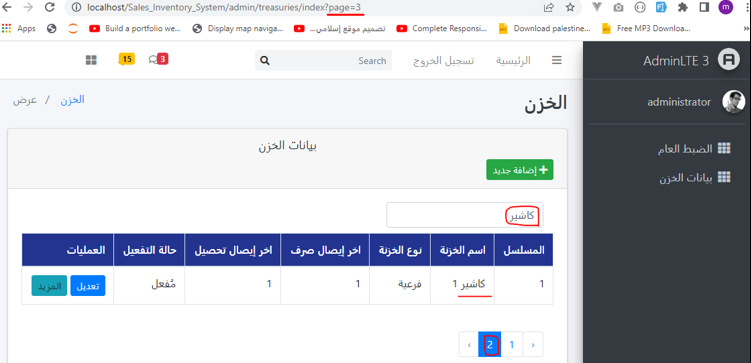 localhost/Sales_Inventory_System/admin/treasuries/index?page=3
m
Apps
Build a portfolio we...
Display map naviga...
تصميم موقع إسلامي...
Complete Responsi...
Download palestine...
Free MP3 Download...
AdminLTE 3
الرئيسية
تسجيل الخروج
Search
3
15
administrator
الخزن
الخزن / عرض
بيانات الخزن
إضافة جديد
كاشير
الضبط العام
بيانات الخزن
المسلسل اسم الخزنة نوع الخزنة اخر إيصال صرف اخر إيصال تحصيل حالة التفعيل العمليات
1 كاشير 1 فرعية 1 1 مُفعل تعديل المزيد
‹ 1 2 ›